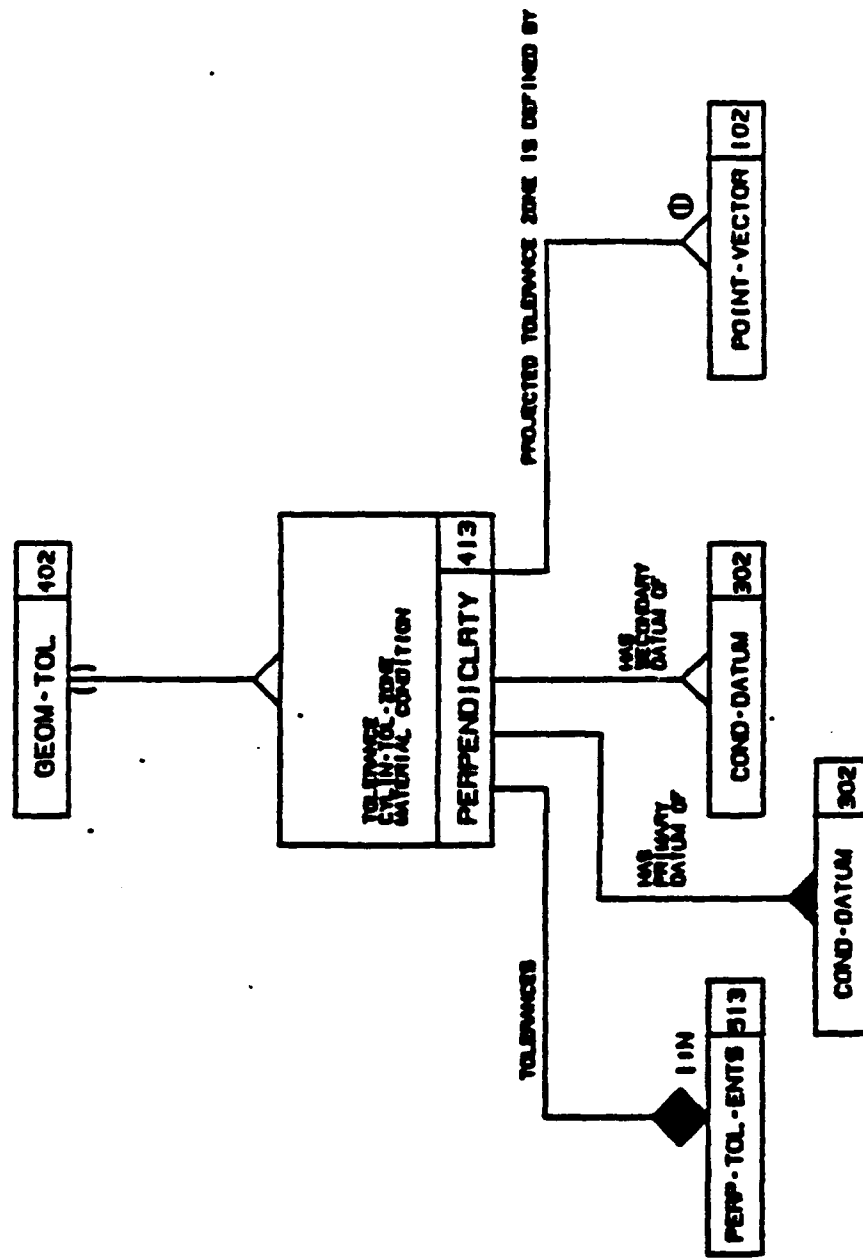 GEOM-TOL 402
TOLERANCE
CYLIN-TOL-ZONE
MATERIAL CONDITION
PERPENDICLRTY 413
TOLERANCES
HAS
PRIMARY
DATUM OF
HAS
SECONDARY
DATUM OF
PROJECTED TOLERANCE ZONE IS DEFINED BY
1
1IN
PERP-TOL-ENTS 513
COND-DATUM 302
COND-DATUM 302
POINT-VECTOR 102